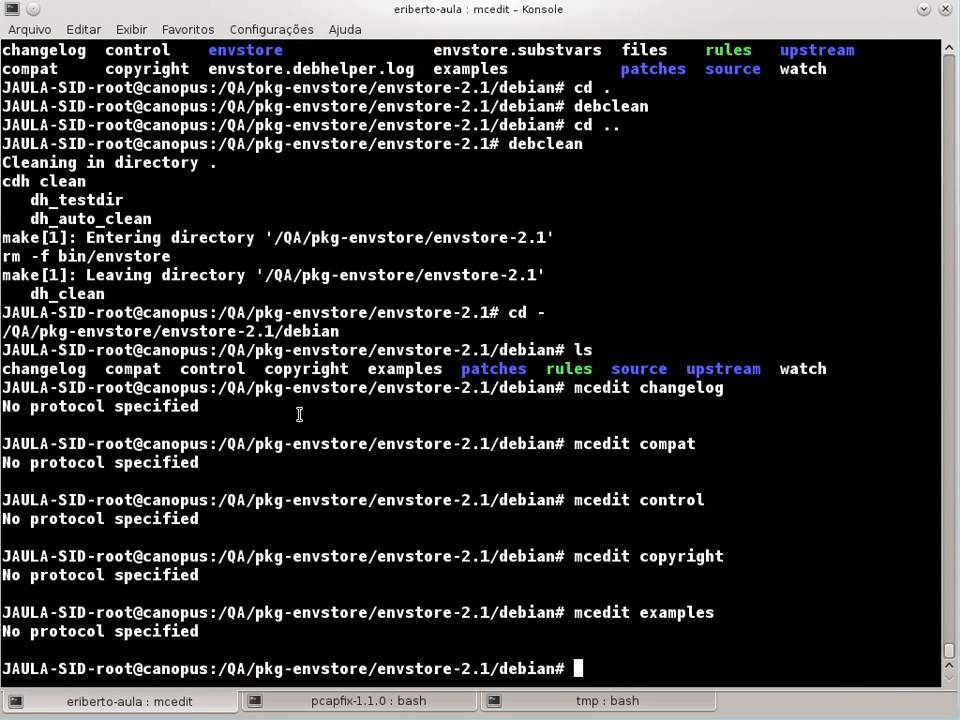 eriberto-aula : mcedit – Konsole
Arquivo Editar Exibir Favoritos Configurações Ajuda
changelog control envstore envstore.substvars files rules upstream
compat copyright envstore.debhelper.log examples patches source watch
JAULA-SID-root@canopus:/QA/pkg-envstore/envstore-2.1/debian# cd .
JAULA-SID-root@canopus:/QA/pkg-envstore/envstore-2.1/debian# debclean
JAULA-SID-root@canopus:/QA/pkg-envstore/envstore-2.1/debian# cd ..
JAULA-SID-root@canopus:/QA/pkg-envstore/envstore-2.1# debclean
Cleaning in directory .
cdh clean
dh_testdir
dh_auto_clean
make[1]: Entering directory '/QA/pkg-envstore/envstore-2.1'
rm -f bin/envstore
make[1]: Leaving directory '/QA/pkg-envstore/envstore-2.1'
dh_clean
JAULA-SID-root@canopus:/QA/pkg-envstore/envstore-2.1# cd -
/QA/pkg-envstore/envstore-2.1/debian
JAULA-SID-root@canopus:/QA/pkg-envstore/envstore-2.1/debian# ls
changelog compat control copyright examples patches rules source upstream watch
JAULA-SID-root@canopus:/QA/pkg-envstore/envstore-2.1/debian# mcedit changelog
No protocol specified
JAULA-SID-root@canopus:/QA/pkg-envstore/envstore-2.1/debian# mcedit compat
No protocol specified
JAULA-SID-root@canopus:/QA/pkg-envstore/envstore-2.1/debian# mcedit control
No protocol specified
JAULA-SID-root@canopus:/QA/pkg-envstore/envstore-2.1/debian# mcedit copyright
No protocol specified
JAULA-SID-root@canopus:/QA/pkg-envstore/envstore-2.1/debian# mcedit examples
No protocol specified
JAULA-SID-root@canopus:/QA/pkg-envstore/envstore-2.1/debian#
eriberto-aula : mcedit pcapfix-1.1.0 : bash tmp : bash